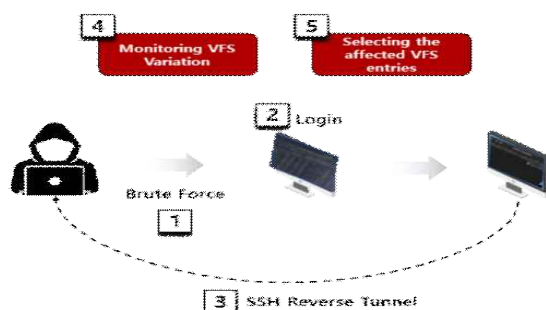 4
Monitoring VFS
Variation
5
Selecting the
affected VFS
entries
2 Login
Brute Force
1
3 SSH Reverse Tunnel